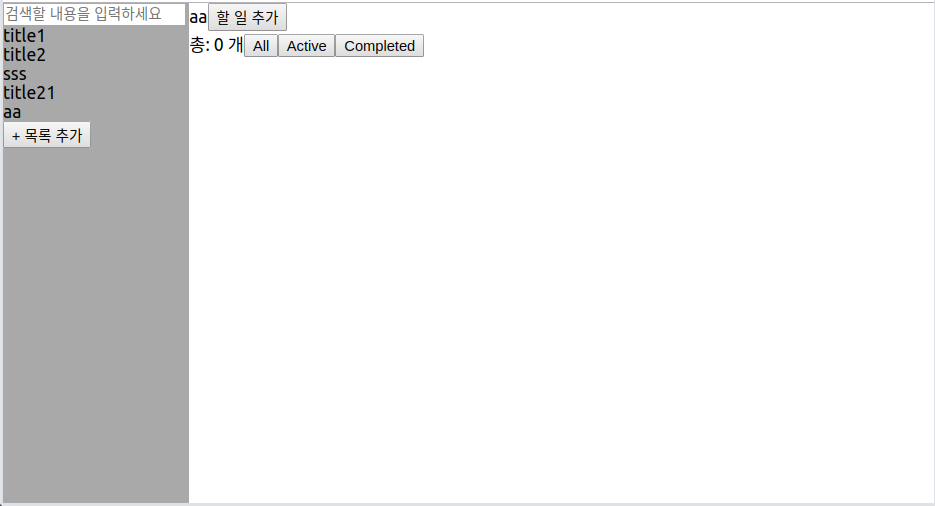 검색할 내용을 입력하세요
title1
title2
sss
title21
aa
+ 목록 추가
aa 할 일 추가
총: 0 개 All Active Completed